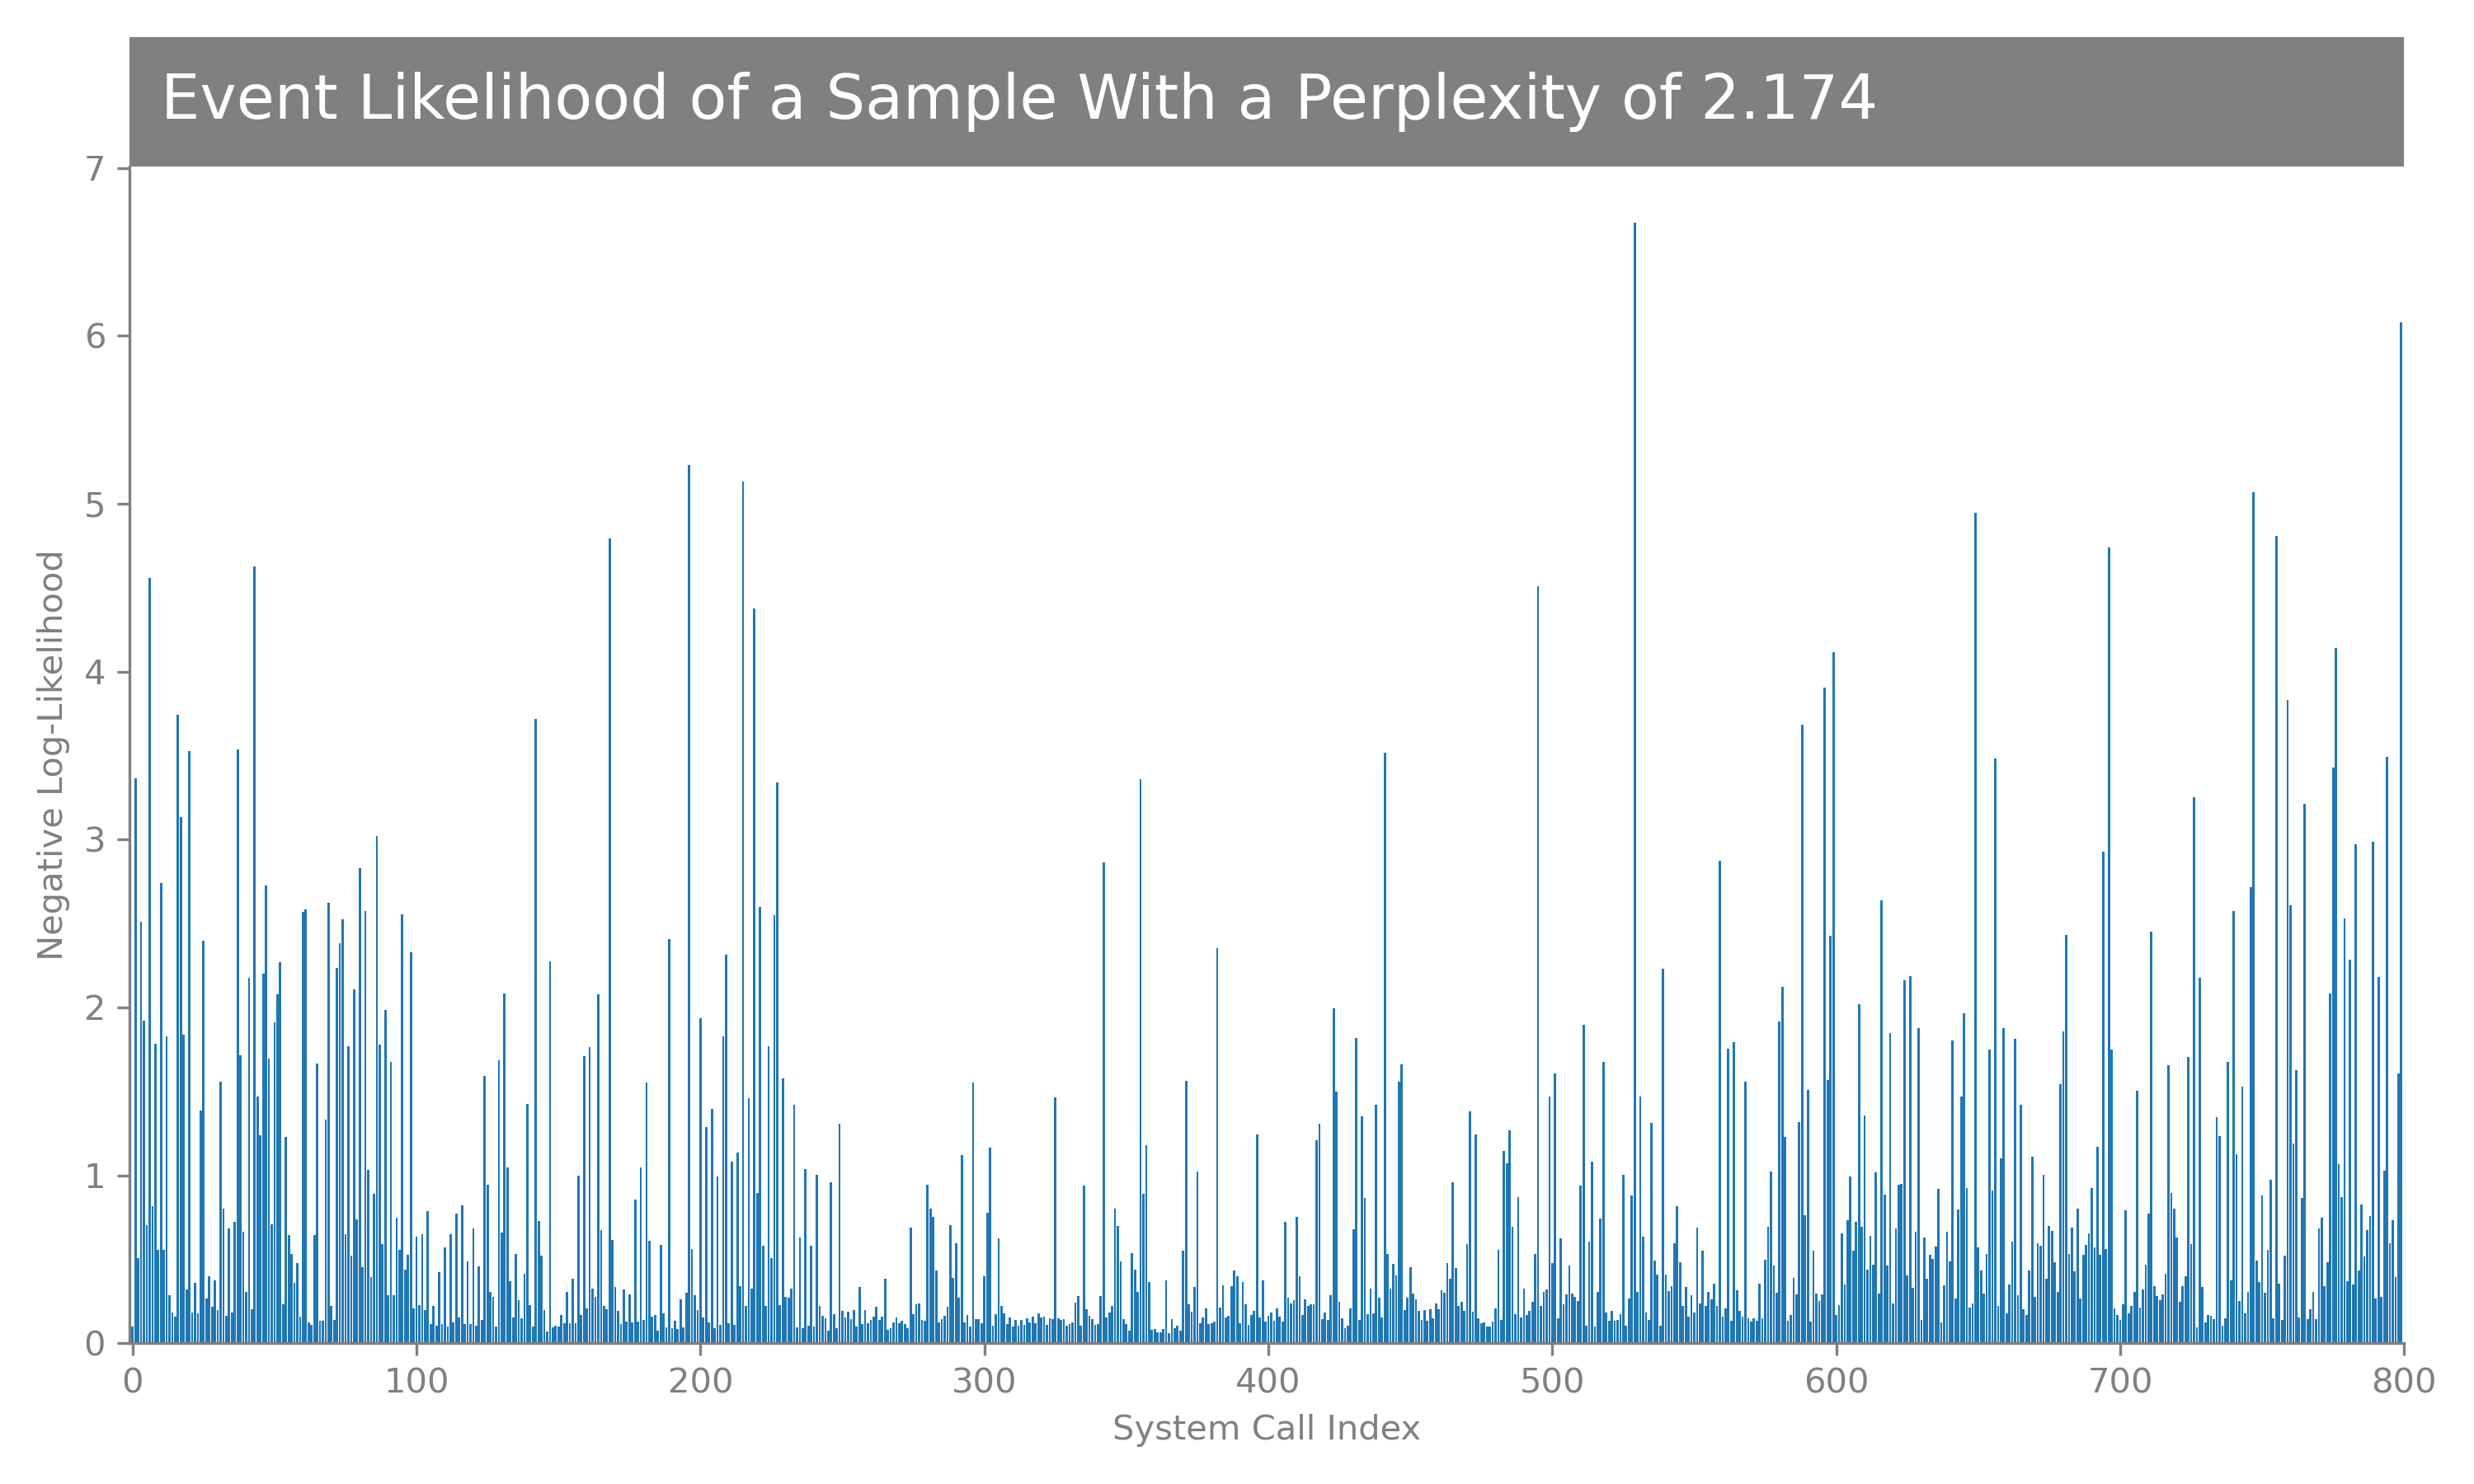 Event Likelihood of a Sample With a Perplexity of 2.174
7
6
5
4
3
2
1
0
Negative Log-Likelihood
0 100 200 300 400 500 600 700 800
System Call Index